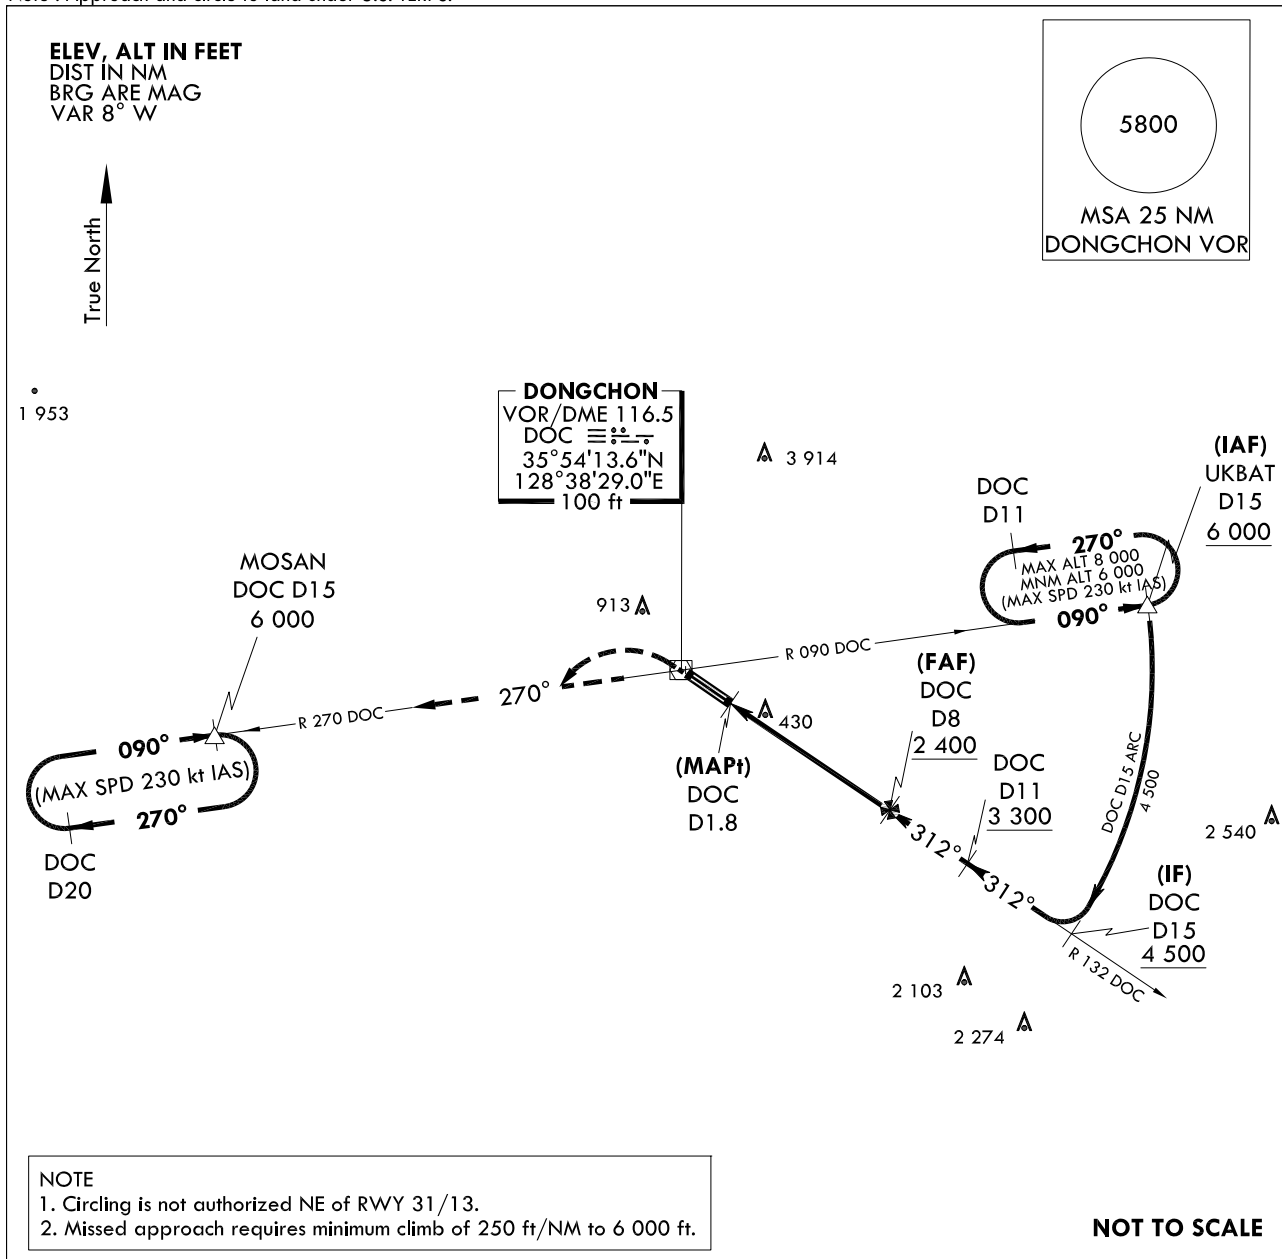 ELEV, ALT IN FEET
DIST IN NM
BRG ARE MAG
VAR 8° W
True North
5800
MSA 25 NM
DONGCHON VOR
1 953
DONGCHON
VOR/DME 116.5
DOC
35°54'13.6"N
128°38'29.0"E
100 ft
3 914
(IAF)
UKBAT
D15
6 000
DOC
D11
270°
MAX ALT 8 000
MNM ALT 6 000
(MAX SPD 230 kt IAS)
090°
MOSAN
DOC D15
6 000
913
R 090 DOC
(FAF)
DOC
D8
2 400
270°
R 270 DOC
430
090°
(MAX SPD 230 kt IAS)
270°
DOC
D20
(MAPt)
DOC
D1.8
DOC
D11
3 300
DOC D15 ARC
4 500
2 540
312°
312°
(IF)
DOC
D15
4 500
R 132 DOC
2 103
2 274
NOTE
1. Circling is not authorized NE of RWY 31/13.
2. Missed approach requires minimum climb of 250 ft/NM to 6 000 ft.
NOT TO SCALE